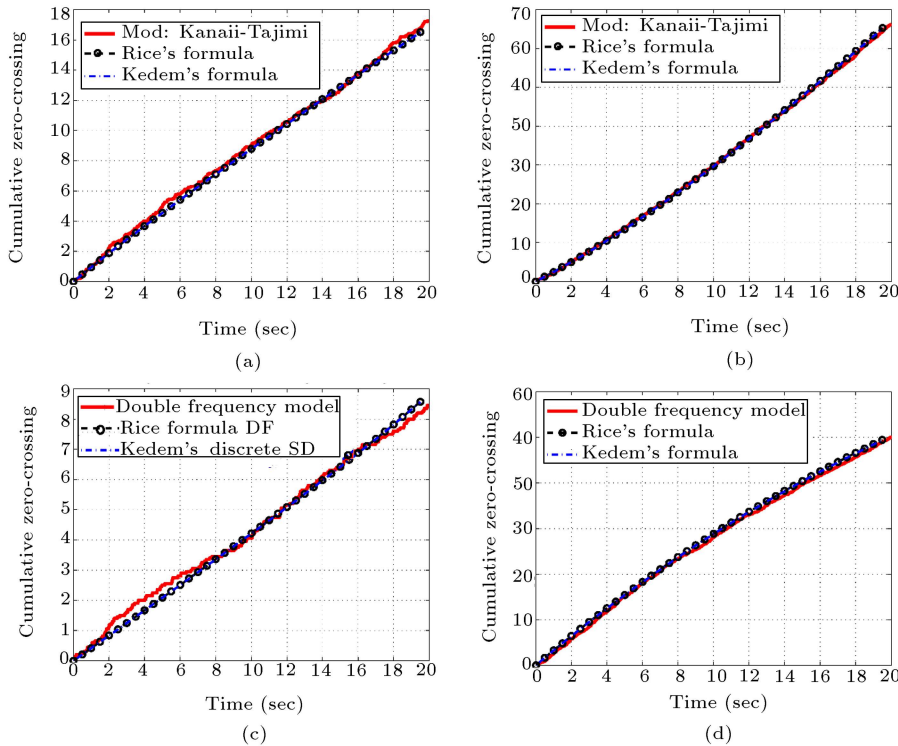 18
16
14
12
10
8
6
4
2
0
Cumulative zero-crossing
Mod: Kanaii-Tajimi
Rice's formula
Kedem's formula
0 2 4 6 8 10 12 14 16 18 20
Time (sec)
(a)
70
60
40
50
30
20
10
0
Cumulative zero-crossing
Mod: Kanaii-Tajimi
Rice's formula
Kedem's formula
0 2 4 6 8 10 12 14 16 18 20
Time (sec)
(b)
9
8
7
6
5
4
3
2
1
0
Cumulative zero-crossing
Double frequency model
Rice formula DF
Kedem's discrete SD
0 2 4 6 8 10 12 14 16 18 20
Time (sec)
(c)
60
40
50
30
20
10
0
Cumulative zero-crossing
Double frequency model
Rice's formula
Kedem's formula
0 2 4 6 8 10 12 14 16 18 20
Time (sec)
(d)